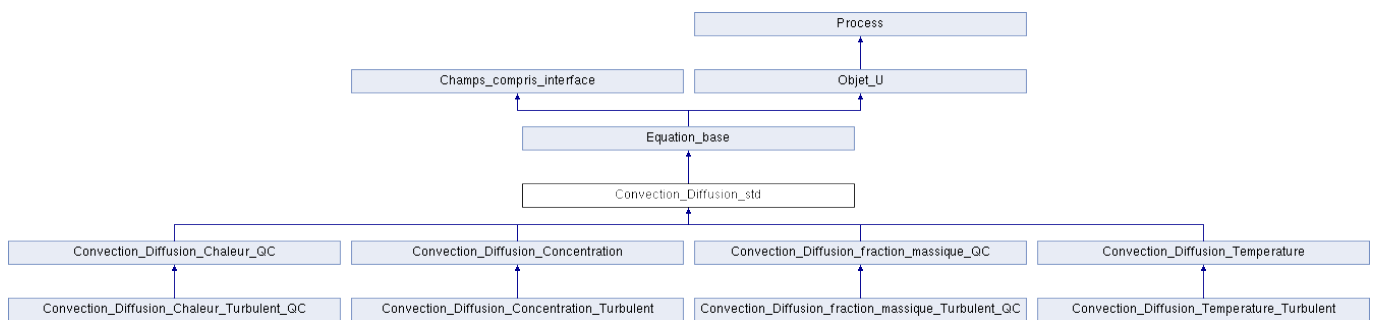 Process
Champs_compris_interface
Objet_U
Equation_base
Convection_Diffusion_std
Convection_Diffusion_Chaleur_QC
Convection_Diffusion_Concentration
Convection_Diffusion_fraction_massique_QC
Convection_Diffusion_Temperature
Convection_Diffusion_Chaleur_Turbulent_QC
Convection_Diffusion_Concentration_Turbulent
Convection_Diffusion_fraction_massique_Turbulent_QC
Convection_Diffusion_Temperature_Turbulent